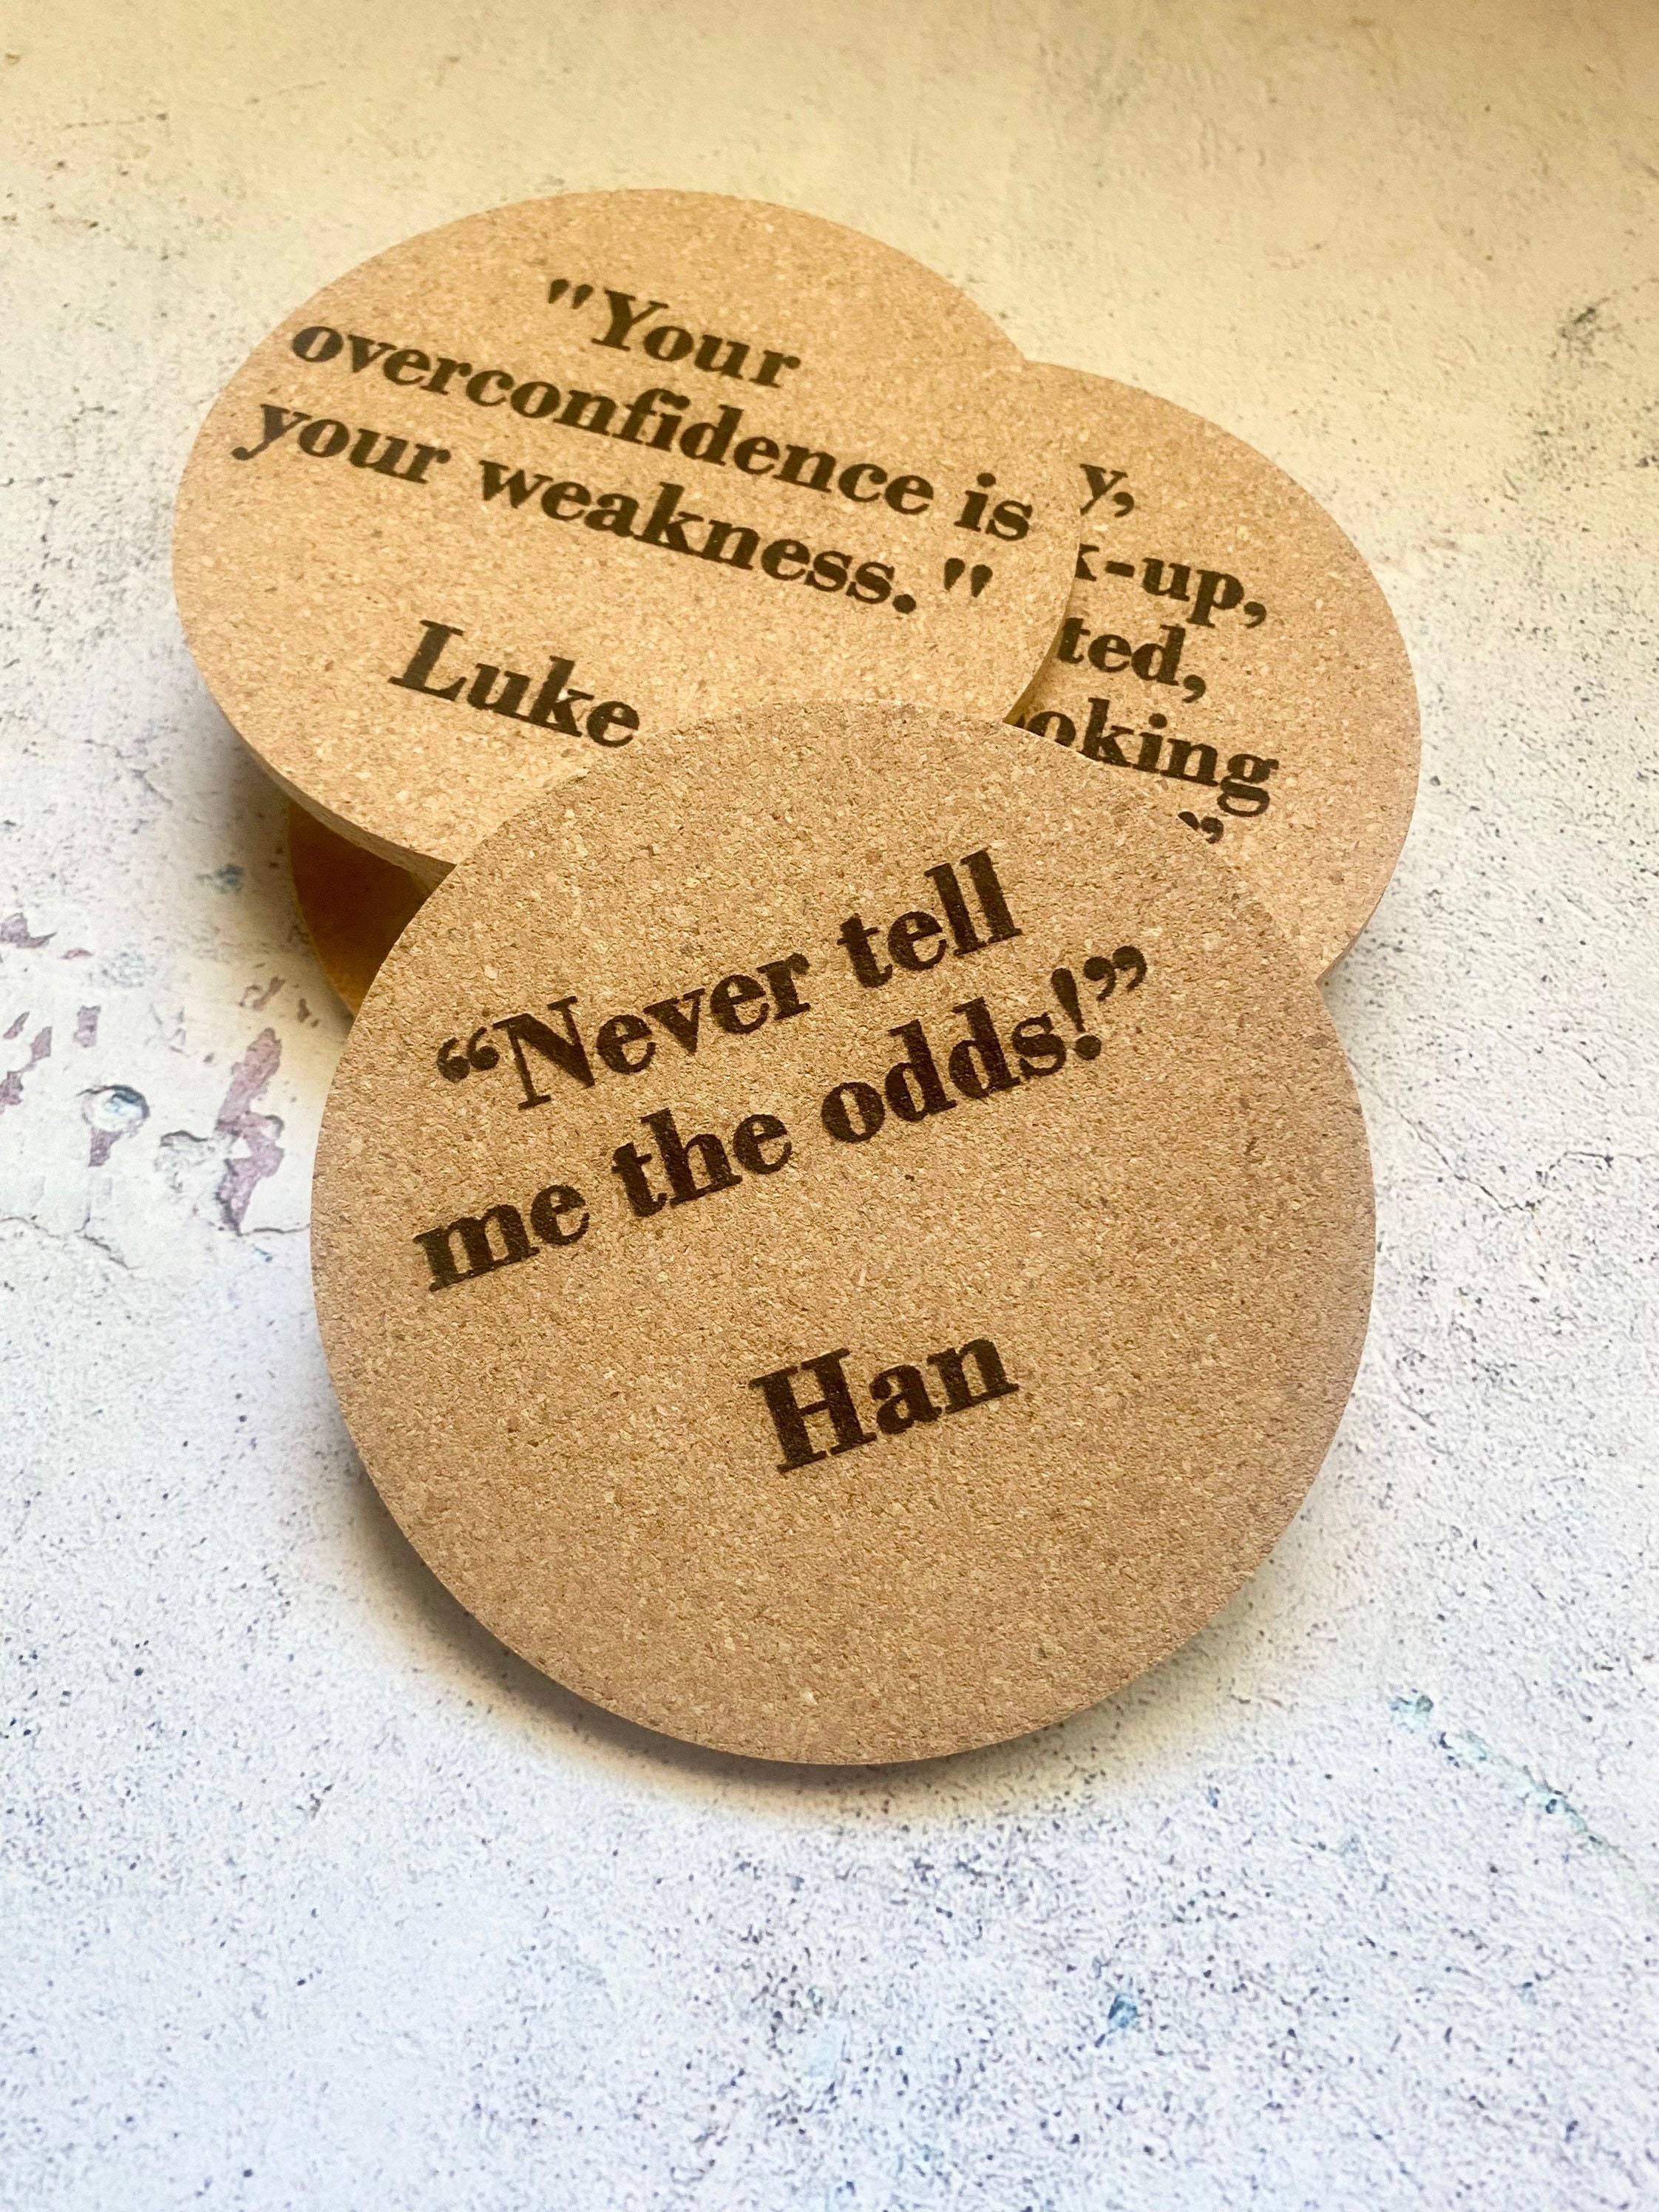 "Your
overconfidence is
your weakness."
Luke
y,
k-up,
ted,
oking
”
“Never tell
me the odds!”
Han